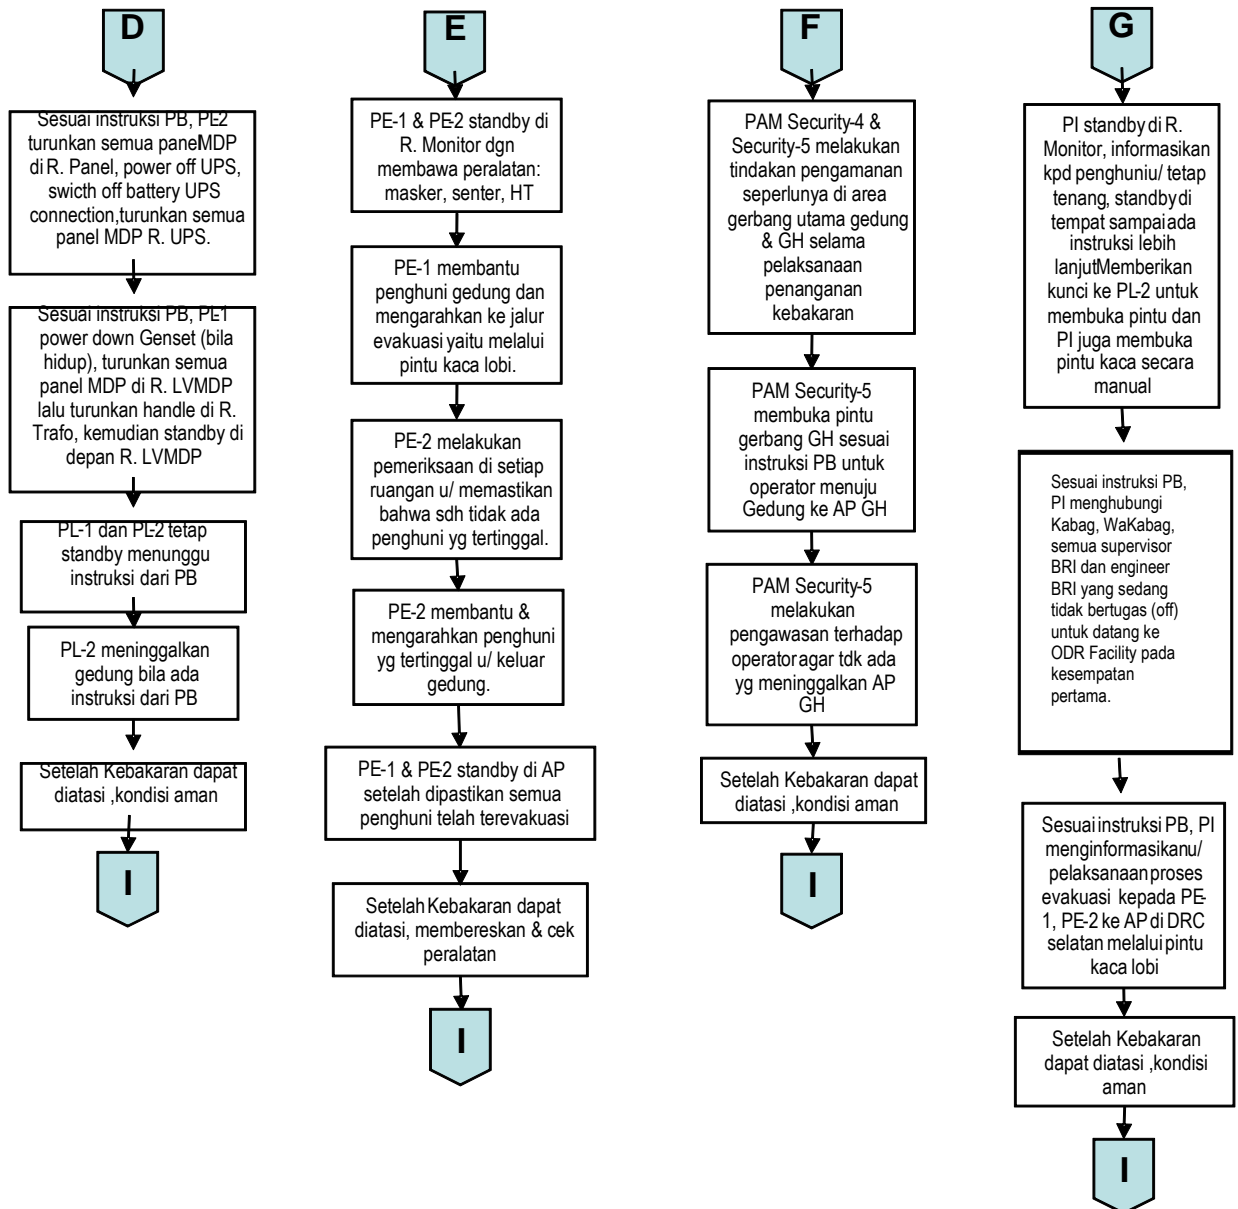 D
Sesuai instruksi PB, PE-2
turunkan semua panelMDP
di R. Panel, power off UPS,
swicth off battery UPS
connection,turunkan semua
panel MDP R. UPS.
Sesuai instruksi PB, PL-1
power down Genset (bila
hidup), turunkan semua
panel MDP di R. LVMDP
lalu turunkan handle di R.
Trafo, kemudian standby di
depan R. LVMDP
PL-1 dan PL-2 tetap
standby menunggu
instruksi dari PB
PL-2 meninggalkan
gedung bila ada
instruksi dari PB
Setelah Kebakaran dapat
diatasi ,kondisi aman
I
E
PE-1 & PE-2 standby di
R. Monitor dgn
membawa peralatan:
masker, senter, HT
PE-1 membantu
penghuni gedung dan
mengarahkan ke jalur
evakuasi yaitu melalui
pintu kaca lobi.
PE-2 melakukan
pemeriksaan di setiap
ruangan u/ memastikan
bahwa sdh tidak ada
penghuni yg tertinggal.
PE-2 membantu &
mengarahkan penghuni
yg tertinggal u/ keluar
gedung.
PE-1 & PE-2 standby di AP
setelah dipastikan semua
penghuni telah terevakuasi
Setelah Kebakaran dapat
diatasi, membereskan & cek
peralatan
I
F
PAM Security-4 &
Security-5 melakukan
tindakan pengamanan
seperlunya di area
gerbang utama gedung
& GH selama
pelaksanaan
penanganan
kebakaran
PAM Security-5
membuka pintu
gerbang GH sesuai
instruksi PB untuk
operator menuju
Gedung ke AP GH
PAM Security-5
melakukan
pengawasan terhadap
operator agar tdk ada
yg meninggalkan AP
GH
Setelah Kebakaran dapat
diatasi ,kondisi aman
I
G
PI standby di R.
Monitor, informasikan
kpd penghuniu/ tetap
tenang, standby di
tempat sampai ada
instruksi lebih
lanjutMemberikan
kunci ke PL-2 untuk
membuka pintu dan
PI juga membuka
pintu kaca secara
manual
Sesuai instruksi PB,
PI menghubungi
Kabag, WaKabag,
semua supervisor
BRI dan engineer
BRI yang sedang
tidak bertugas (off)
untuk datang ke
ODR Facility pada
kesempatan
pertama.
Sesuai instruksi PB, PI
menginformasikanu/
pelaksanaan proses
evakuasi kepada PE-
1, PE-2 ke AP di DRC
selatan melalui pintu
kaca lobi
Setelah Kebakaran
dapat diatasi ,kondisi
aman
I